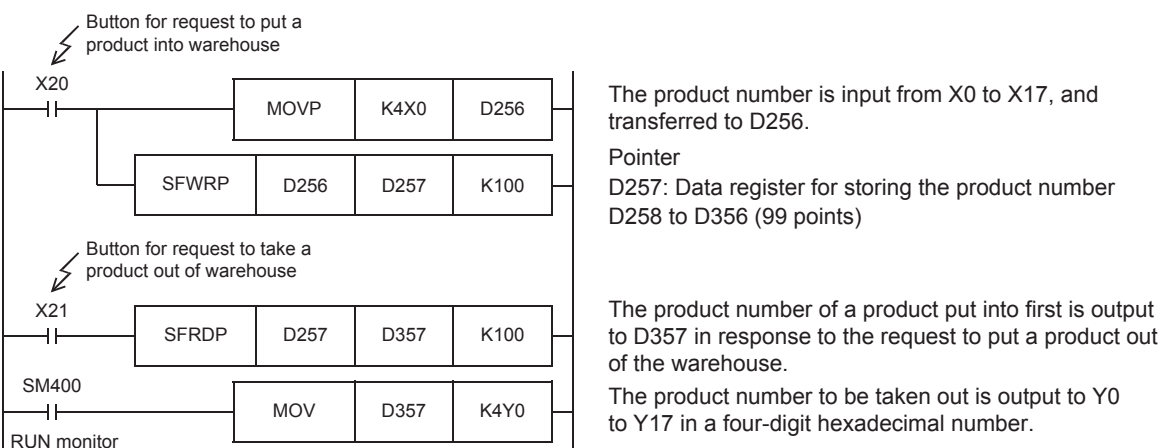 Button for request to put a
product into warehouse
X20
MOVP K4X0 D256
SFWRP D256 D257 K100
The product number is input from X0 to X17, and
transferred to D256.
Pointer
D257: Data register for storing the product number
D258 to D356 (99 points)
Button for request to take a
product out of warehouse
X21
SFRDP D257 D357 K100
The product number of a product put into first is output
to D357 in response to the request to put a product out
of the warehouse.
SM400
MOV D357 K4Y0
RUN monitor
The product number to be taken out is output to Y0
to Y17 in a four-digit hexadecimal number.